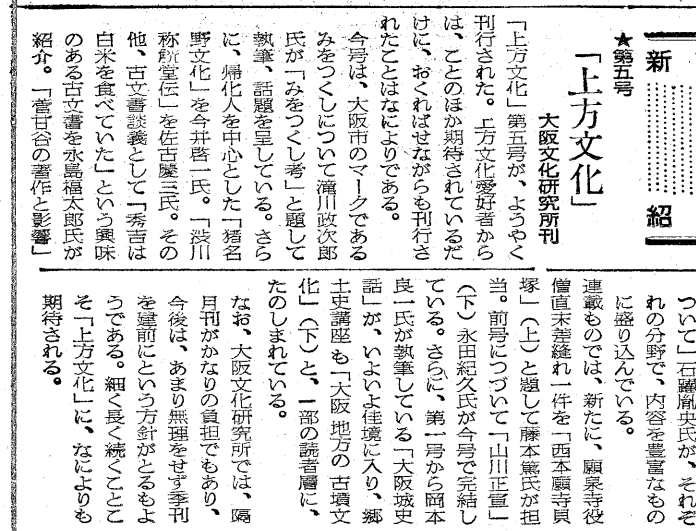 新
紹
★第五号
「上方文化」
大阪文化研究所刊
「上方文化」第五号が、ようやく
刊行された。上方文化愛好者から
は、ことのほか期待されているだ
けに、おくればせながらも刊行さ
れたことはなによりである。
今号は、大阪市のマークである
みをつくしについて滝川政次郎
氏が「みをつくし考」と題して
執筆、話題を呈している。さら
に、帰化人を中心とした「猪名
野文化」を今井啓一氏。「渋川
称𠮷堂伝」を佐古慶三氏。その
他、古文書談義として「秀吉は
白米を食べていた」という興味
のある古文書を永島福太郎氏が
紹介。「菅甘谷の著作と影響」
ついて」石躍胤央氏が、それぞ
れの分野で、内容を豊富なもの
に盛り込んでいる。
連載ものでは、新たに、願泉寺役
僧直末差縺れ一件を「西本願寺貝
塚」(上)と題して藤本篤氏が担
当。前号につづいて「山川正宣」
(下)永田紀久氏が今号で完結し
ている。さらに、第一号から岡本
良一氏が執筆している「大阪城史
話」が、いよいよ佳境に入り、郷
土史講座も「大阪地方の古墳文
化」(下)と、一部の読者層に、
たのしまれている。
なお、大阪文化研究所では、隔
月刊がかなりの負担でもあり、
今後は、あまり無理をせず季刊
を建前にという方針がとるもよ
うである。細く長く続くことこ
そ「上方文化」に、なによりも
期待される。